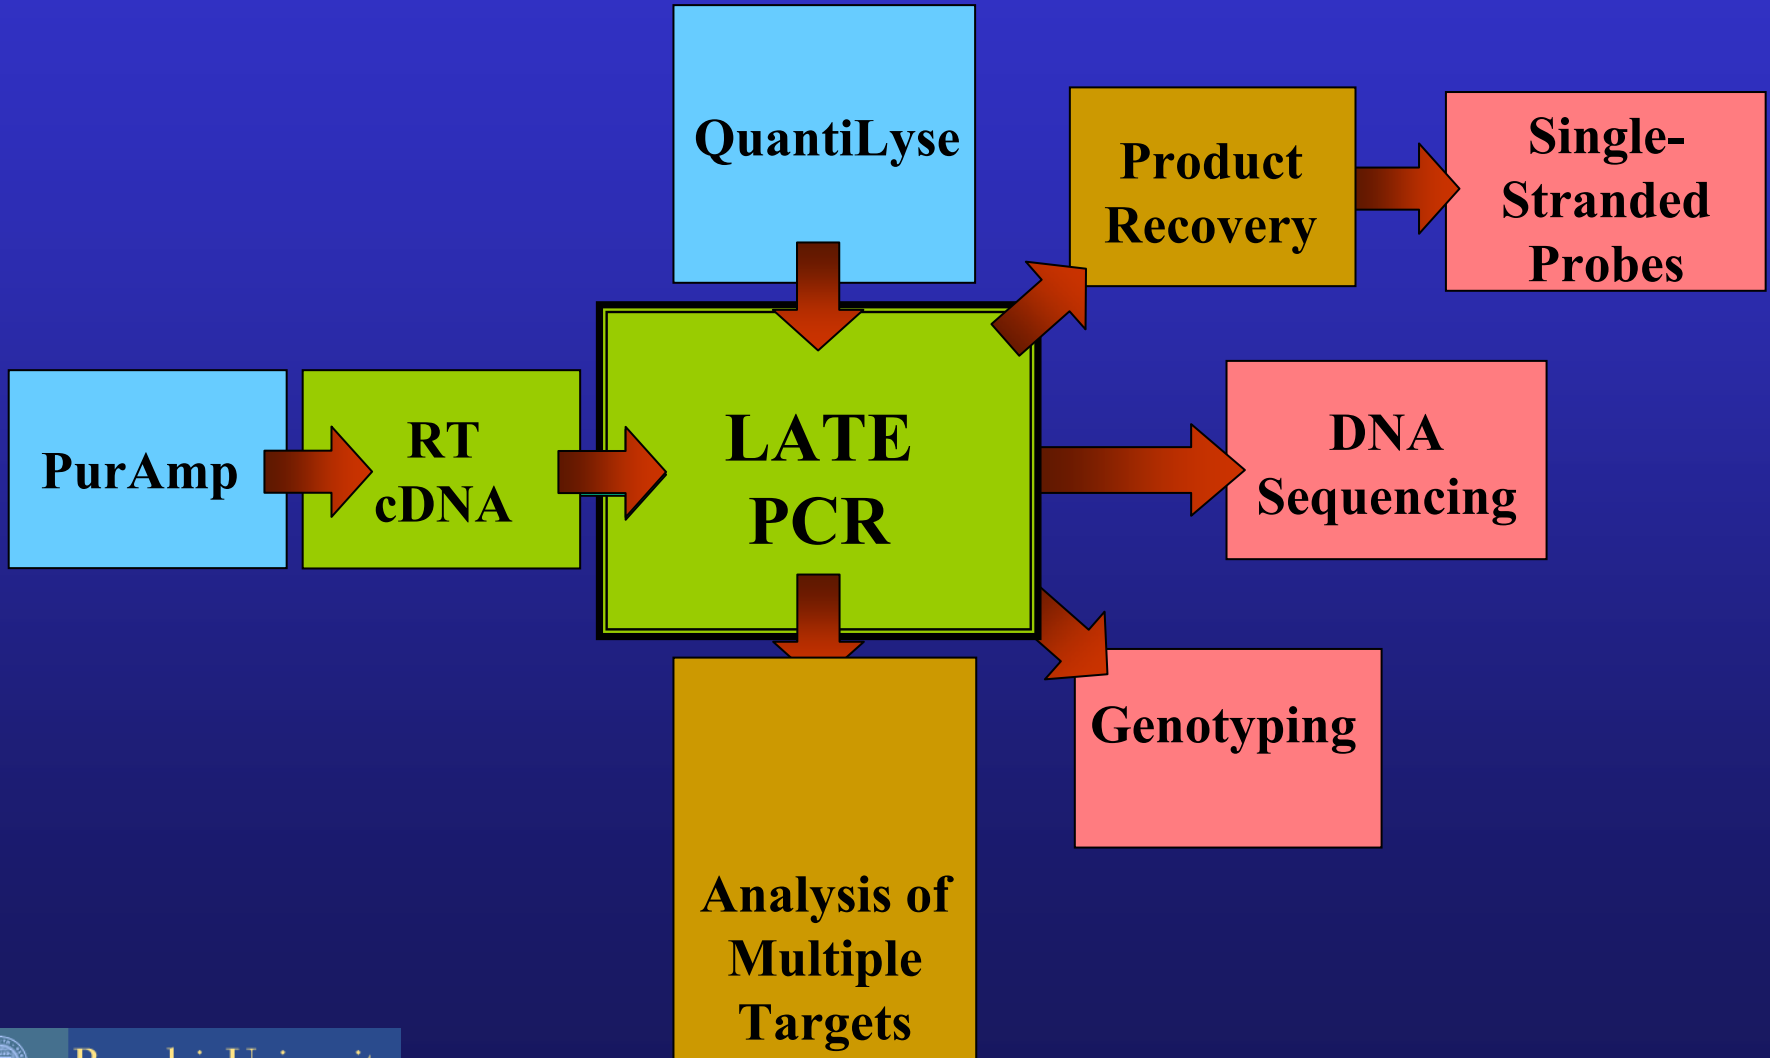 QuantiLyse
Product
Recovery
Single-
Stranded
Probes
PurAmp
RT
cDNA
LATE
PCR
DNA
Sequencing
Genotyping
Analysis of
Multiple
Targets